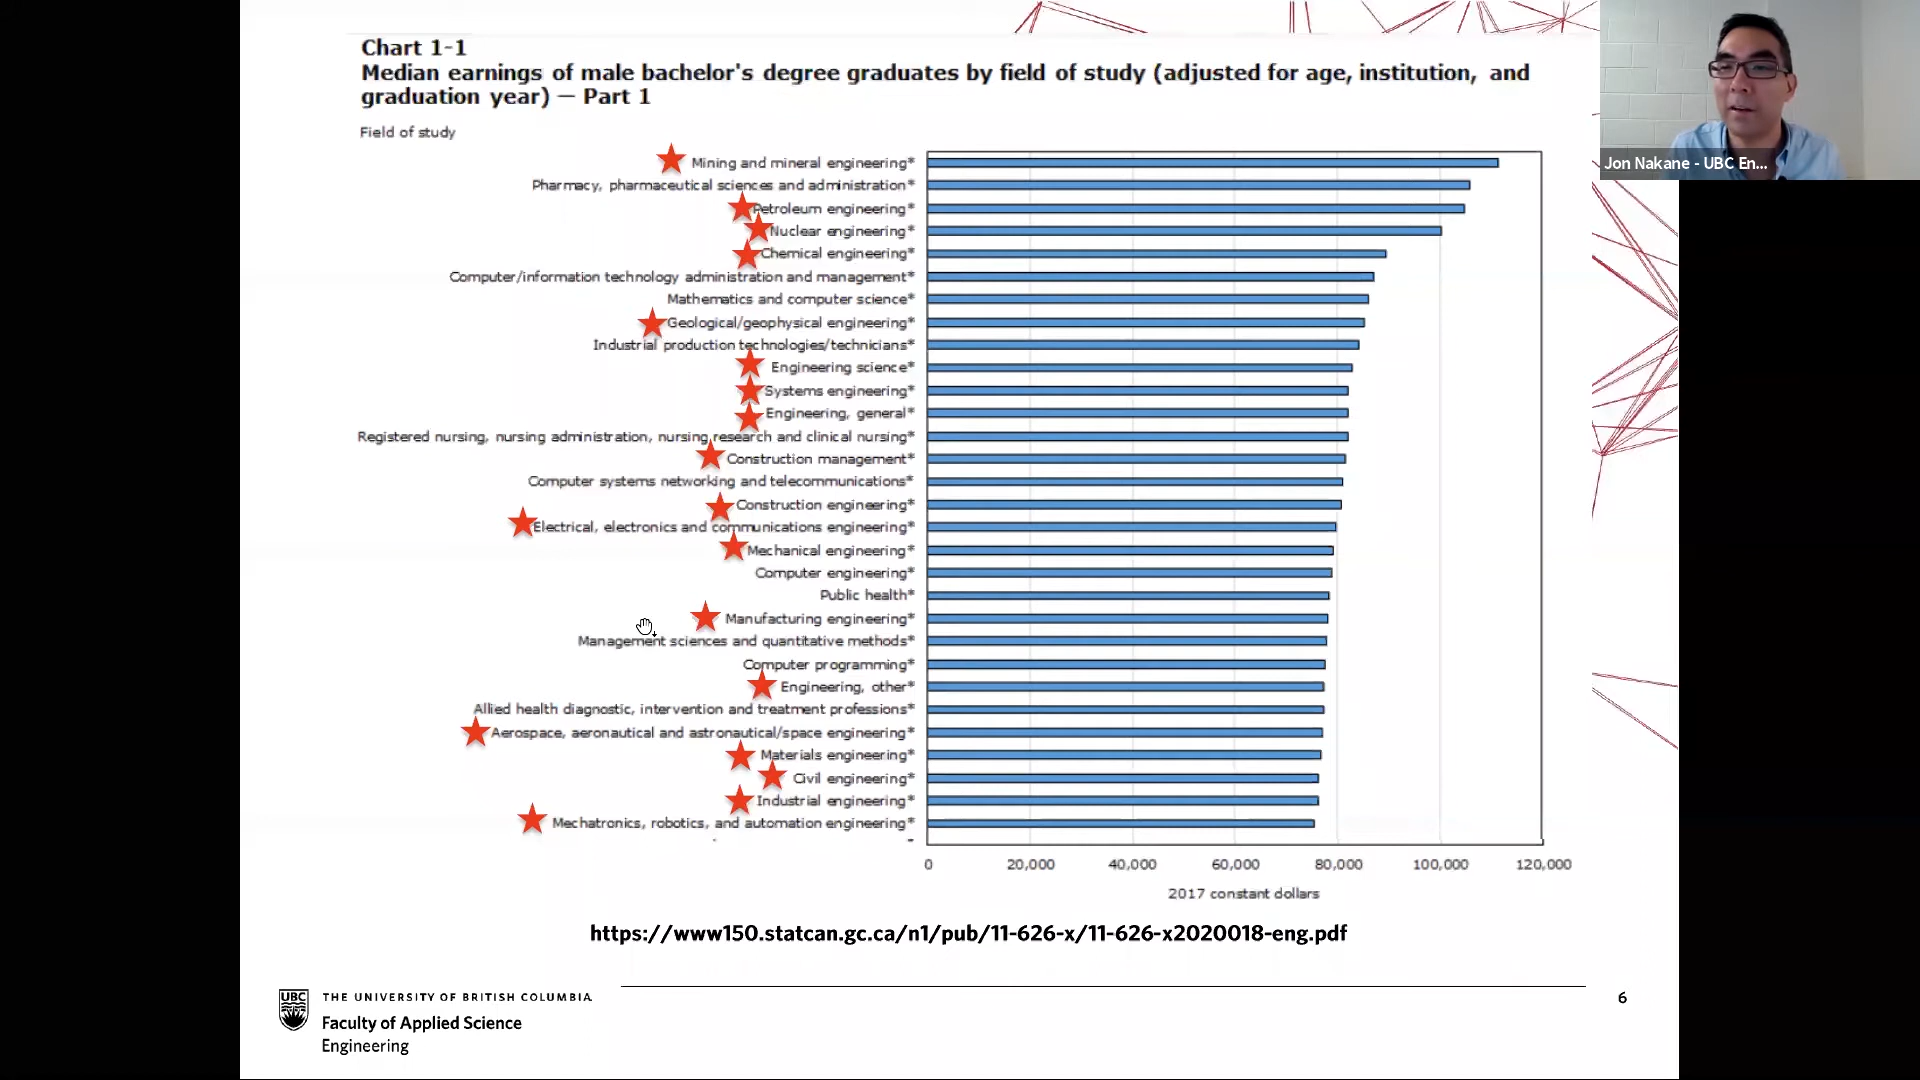 Chart 1-1
Median earnings of male bachelor's degree graduates by field of study (adjusted for age, institution, and
graduation year) — Part 1
Field of study
Mining and mineral engineering*
Pharmacy, pharmaceutical sciences and administration*
Petroleum engineering*
Nuclear engineering*
Chemical engineering*
Computer/information technology administration and management*
Mathematics and computer science*
Geological/geophysical engineering*
Industrial production technologies/technicians*
Engineering science*
Systems engineering*
Engineering, general*
Registered nursing, nursing administration, nursing research and clinical nursing*
Construction management*
Computer systems networking and telecommunications*
Construction engineering*
Electrical, electronics and communications engineering*
Mechanical engineering*
Computer engineering*
Public health*
Manufacturing engineering*
Management sciences and quantitative methods*
Computer programming*
Engineering, other*
Allied health diagnostic, intervention and treatment professions*
Aerospace, aeronautical and astronautical/space engineering*
Materials engineering*
Civil engineering*
Industrial engineering*
Mechatronics, robotics, and automation engineering*
0 20,000 40,000 60,000 80,000 100,000 120,000
2017 constant dollars
https://www150.statcan.gc.ca/n1/pub/11-626-x/11-626-x2020018-eng.pdf
UBC
THE UNIVERSITY OF BRITISH COLUMBIA
Faculty of Applied Science
Engineering
6
Jon Nakane - UBC En...